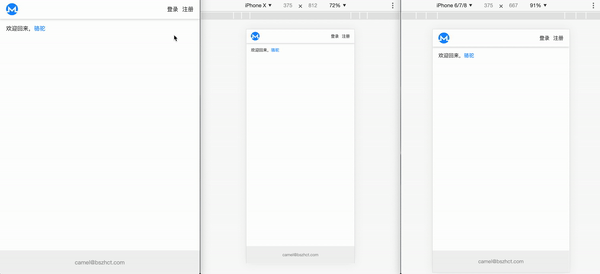 登录 注册
欢迎回来，骆驼
camel@bszhct.com
iPhone X ▼ 375 × 812 72% ▼
登录 注册
欢迎回来，骆驼
camel@bszhct.com
iPhone 6/7/8 ▼ 375 × 667 91% ▼
登录 注册
欢迎回来，骆驼
camel@bszhct.com